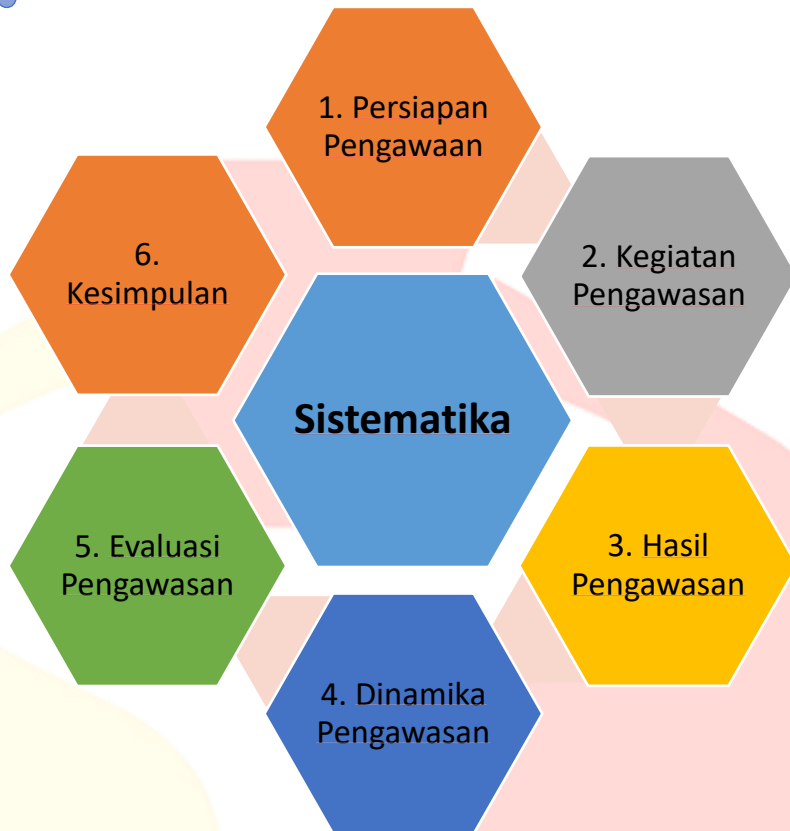 1. Persiapan
Pengawaan
2. Kegiatan
Pengawasan
3. Hasil
Pengawasan
4. Dinamika
Pengawasan
5. Evaluasi
Pengawasan
6.
Kesimpulan
Sistematika